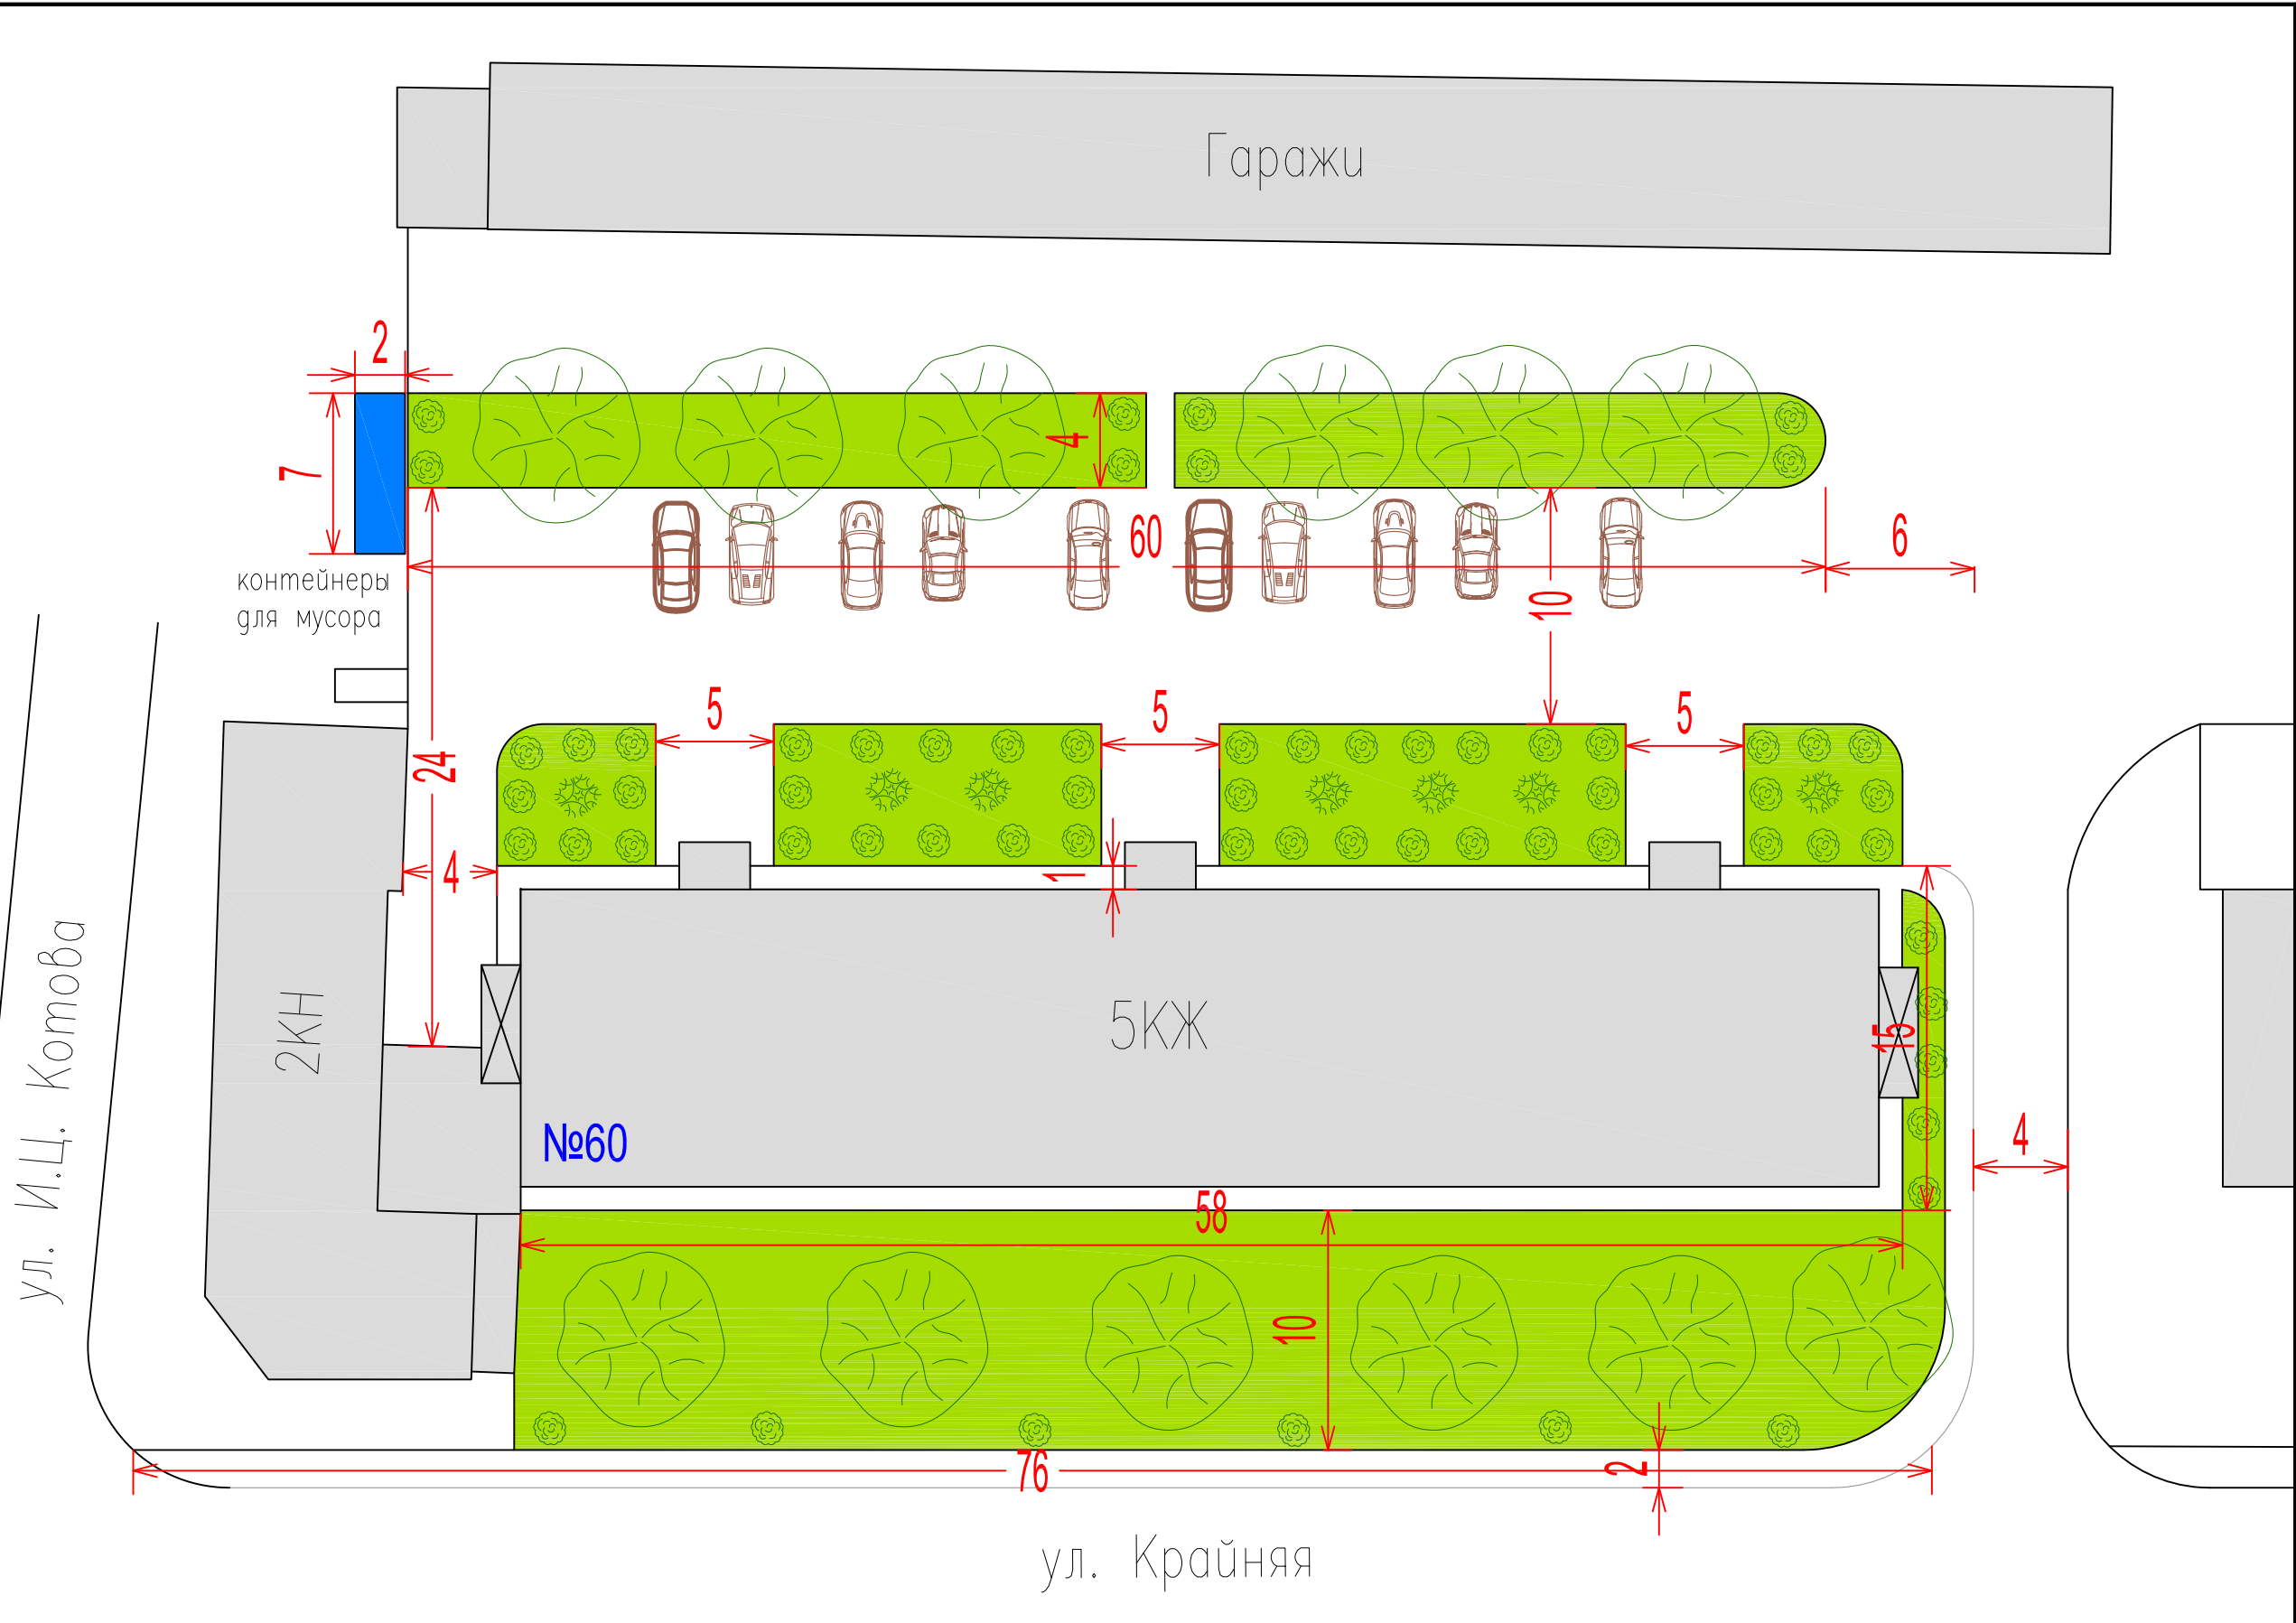 Гаражи
2
4
7
60
6
контейнеры
для мусора
10
5
5
5
24
4
1
ул. И.Ц. Котова
2КН
5КЖ
15
4
№60
58
10
76
2
ул. Крайняя